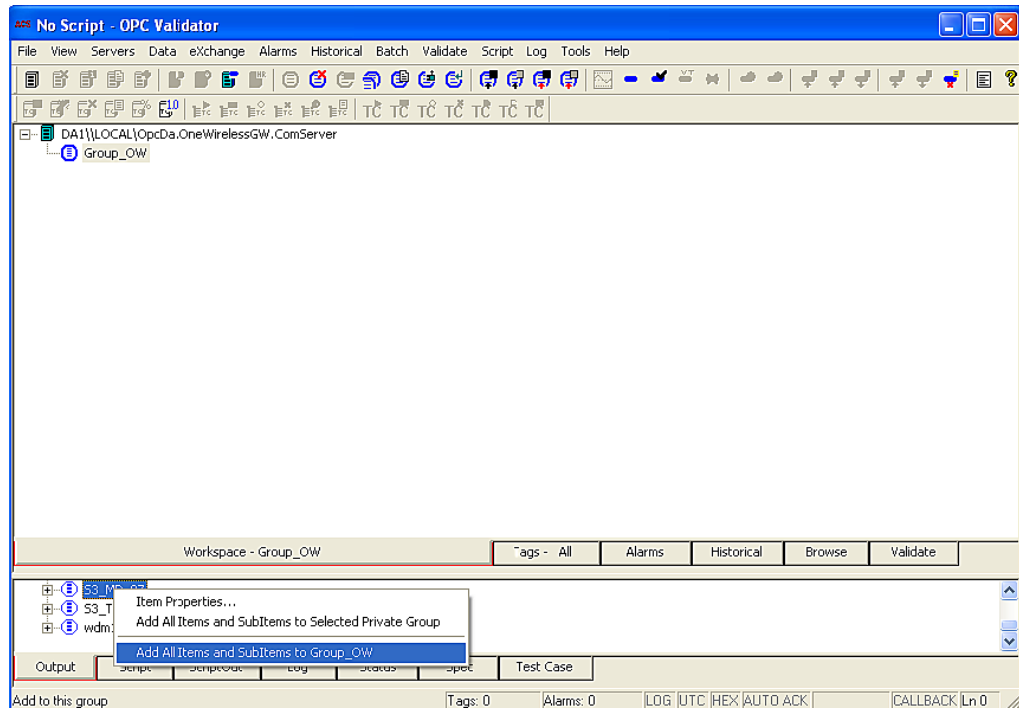 No Script - OPC Validator
File View Servers Data eXchange Alarms Historical Batch Validate Script Log Tools Help
DA1\\LOCAL\OpcDa.OneWirelessGW.ComServer
Group_OW
Workspace - Group_OW
Tags - All
Alarms
Historical
Browse
Validate
S3_T
wdm
Item Properties...
Add All Items and SubItems to Selected Private Group
Add All Items and SubItems to Group_OW
Output
Test Case
Add to this group
Tags: 0
Alarms: 0
LOG UTC HEX AUTO ACK
CALLBACK Ln 0